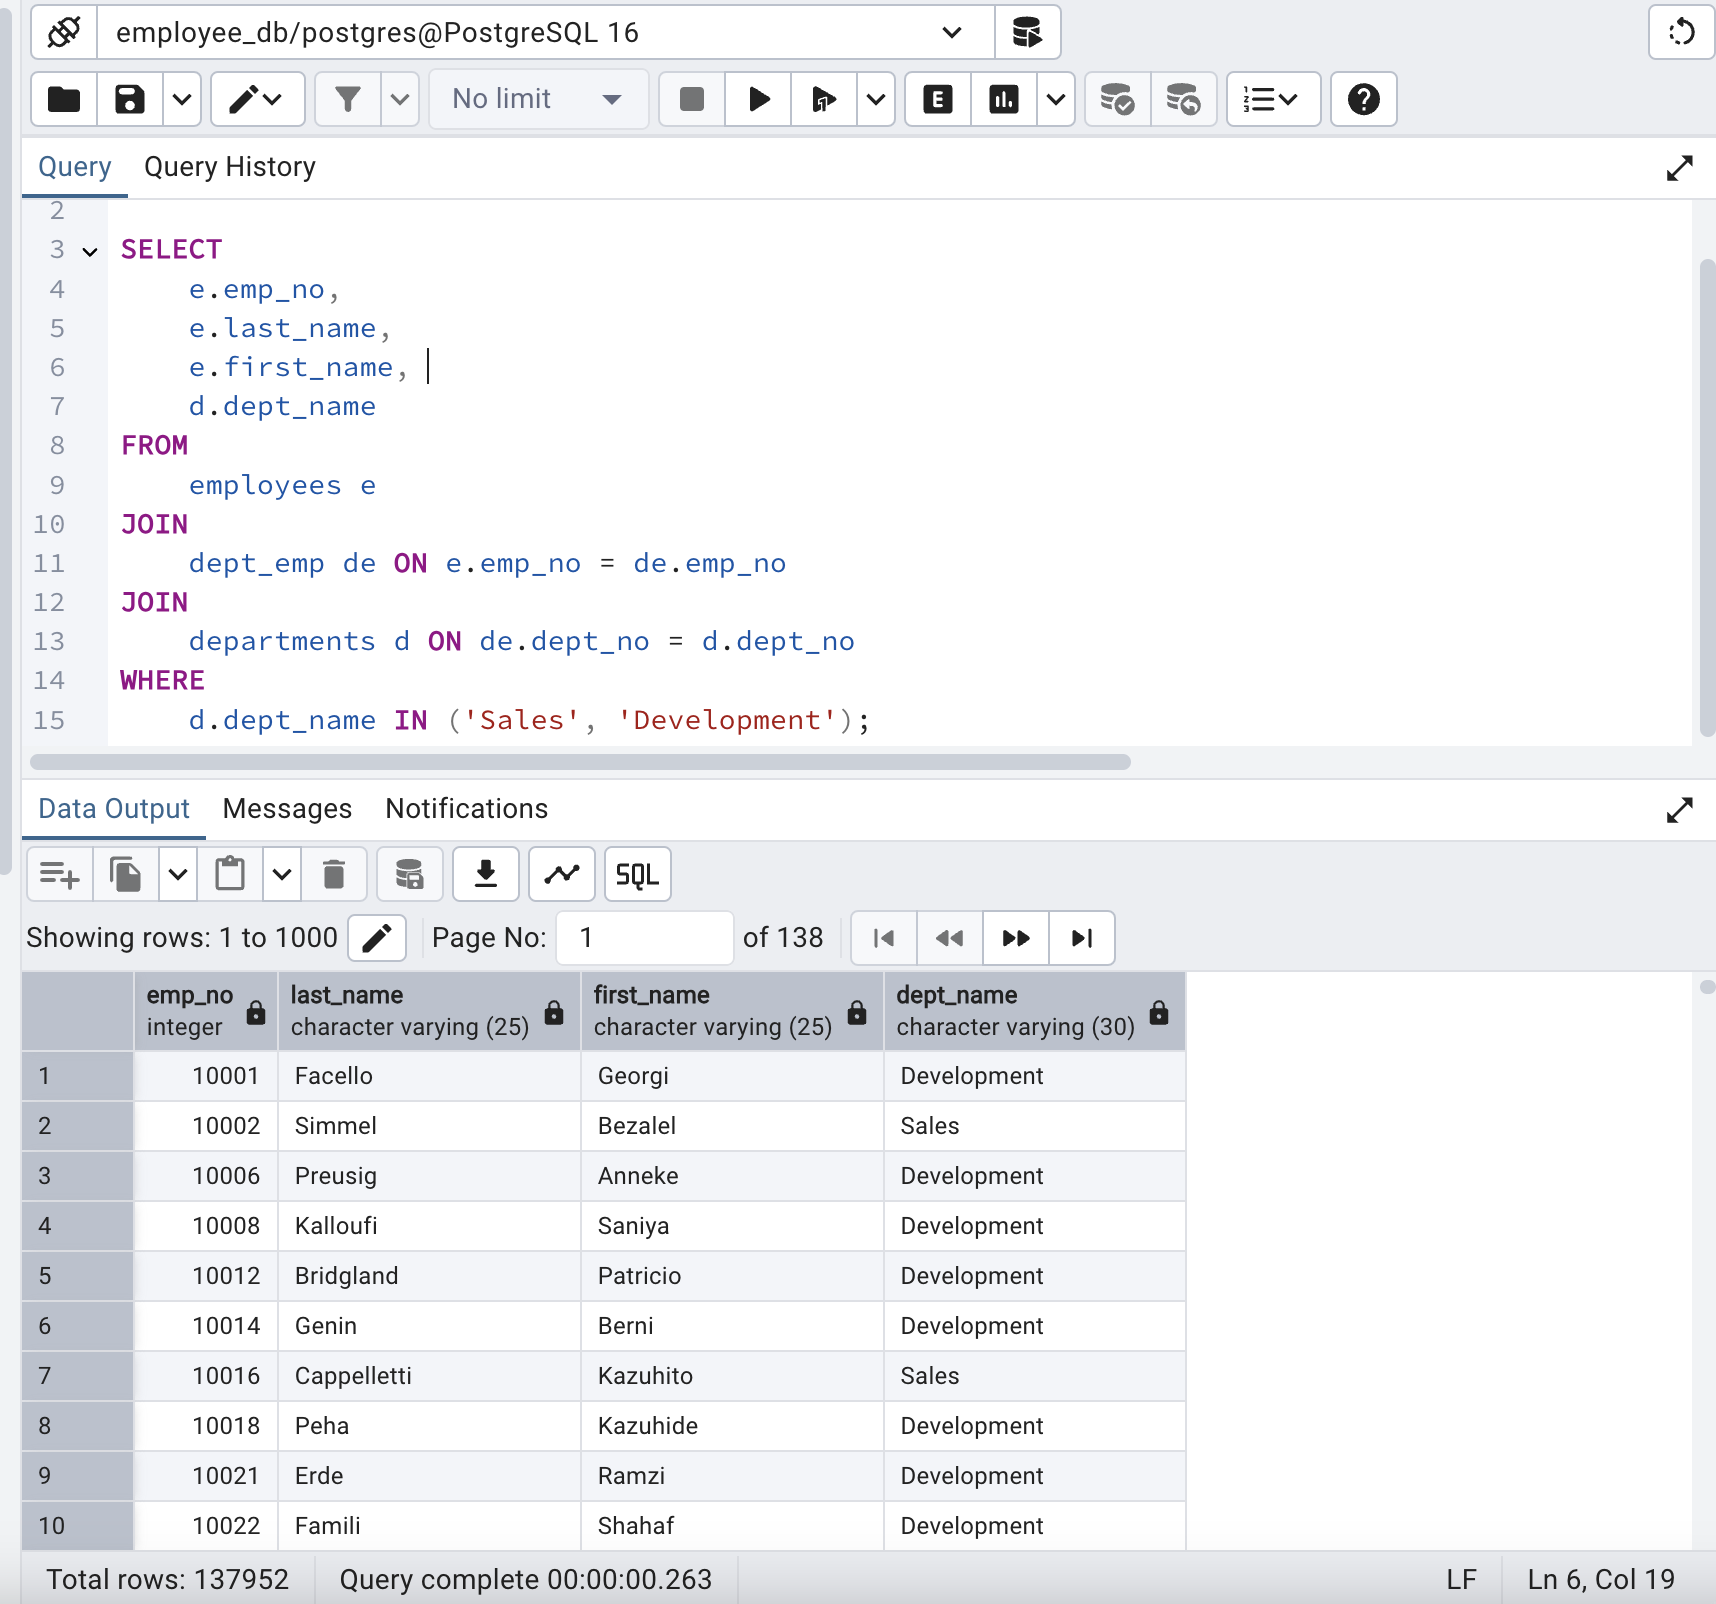 employee_db/postgres@PostgreSQL 16
No limit
E
Query Query History
2
3 SELECT
4 e.emp_no,
5 e.last_name,
6 e.first_name,
7 d.dept_name
8 FROM
9 employees e
10 JOIN
11 dept_emp de ON e.emp_no = de.emp_no
12 JOIN
13 departments d ON de.dept_no = d.dept_no
14 WHERE
15 d.dept_name IN ('Sales', 'Development');
Data Output Messages Notifications
SQL
Showing rows: 1 to 1000 Page No: 1 of 138
emp_no last_name first_name dept_name
integer character varying (25) character varying (25) character varying (30)
1 10001 Facello Georgi Development
2 10002 Simmel Bezalel Sales
3 10006 Preusig Anneke Development
4 10008 Kalloufi Saniya Development
5 10012 Bridgland Patricio Development
6 10014 Genin Berni Development
7 10016 Cappelletti Kazuhito Sales
8 10018 Peha Kazuhide Development
9 10021 Erde Ramzi Development
10 10022 Famili Shahaf Development
Total rows: 137952 Query complete 00:00:00.263 LF Ln 6, Col 19